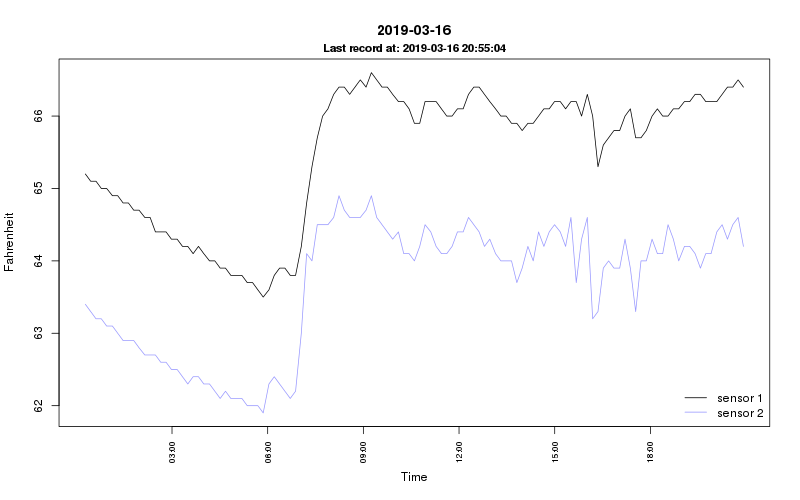 2019-03-16
Last record at: 2019-03-16 20:55:04
66
65
64
63
62
Fahrenheit
sensor 1
sensor 2
03:00 06:00 09:00 12:00 15:00 18:00
Time